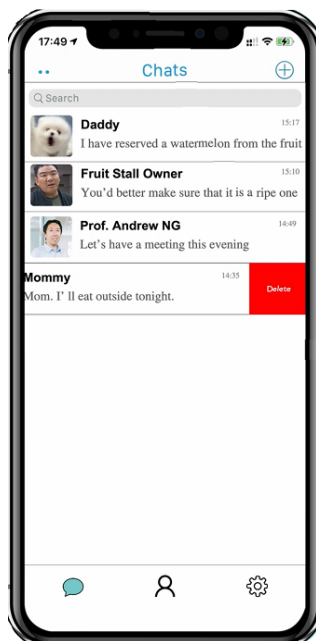 17:49
Chats
Search
Daddy 15:17
I have reserved a watermelon from the fruit
Fruit Stall Owner 15:10
You'd better make sure that it is a ripe one
Prof. Andrew NG 14:49
Let's have a meeting this evening
Mommy 14:35
Mom. I' ll eat outside tonight.
Delete